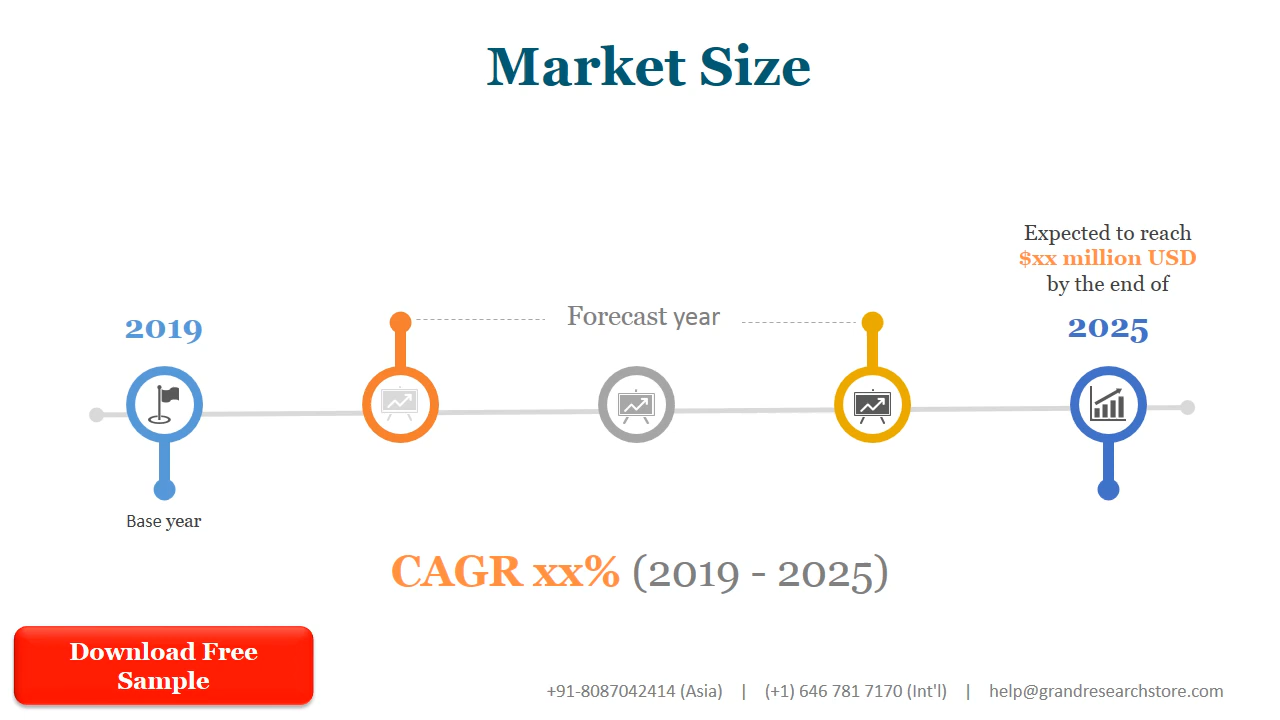 Market Size
Expected to reach
$xx million USD
by the end of
2025
2019
Forecast year
Base year
CAGR xx% (2019 - 2025)
Download Free
Sample
+91-8087042414 (Asia) | (+1) 646 781 7170 (Int'l) | help@grandresearchstore.com